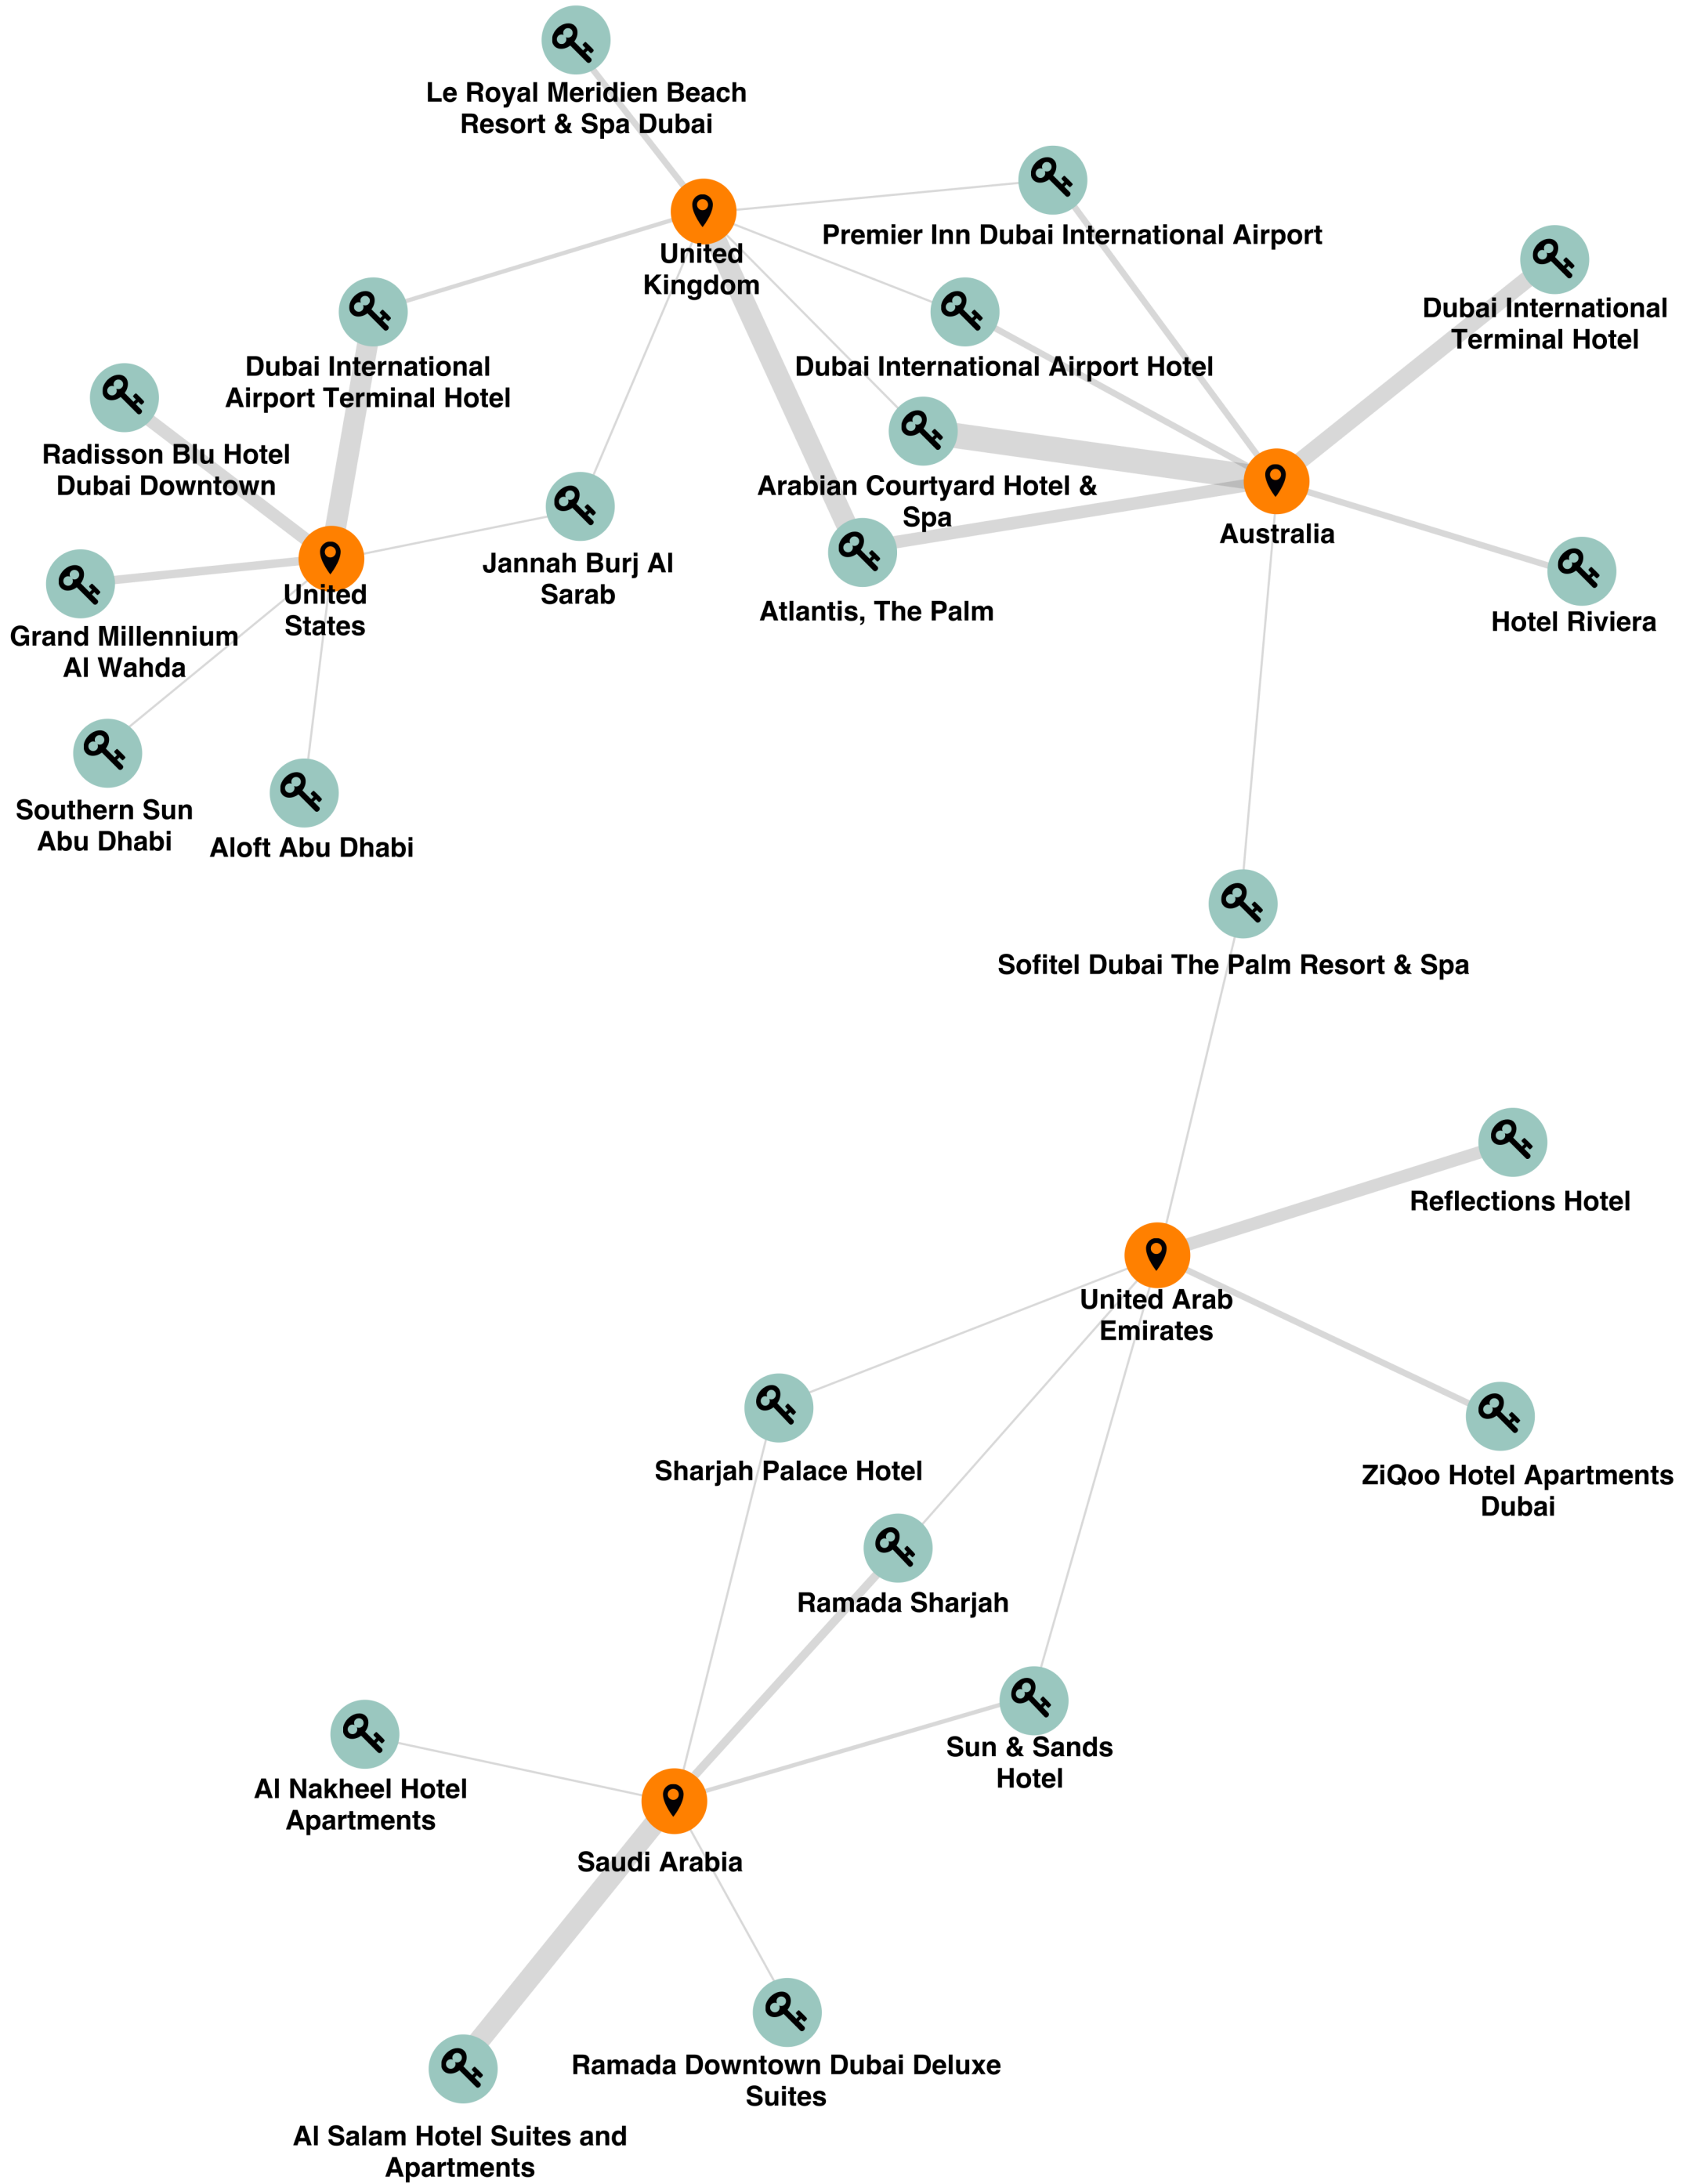 Le Royal Meridien Beach
Resort & Spa Dubai
United
Kingdom
Premier Inn Dubai International Airport
Dubai International
Terminal Hotel
Dubai International
Airport Terminal Hotel
Dubai International Airport Hotel
Radisson Blu Hotel
Dubai Downtown
Arabian Courtyard Hotel &
Spa
Australia
Jannah Burj Al
Sarab
United
States
Atlantis, The Palm
Hotel Riviera
Grand Millennium
Al Wahda
Southern Sun
Abu Dhabi
Aloft Abu Dhabi
Sofitel Dubai The Palm Resort & Spa
Reflections Hotel
United Arab
Emirates
Sharjah Palace Hotel
ZiQoo Hotel Apartments
Dubai
Ramada Sharjah
Sun & Sands
Hotel
Al Nakheel Hotel
Apartments
Saudi Arabia
Ramada Downtown Dubai Deluxe
Suites
Al Salam Hotel Suites and
Apartments